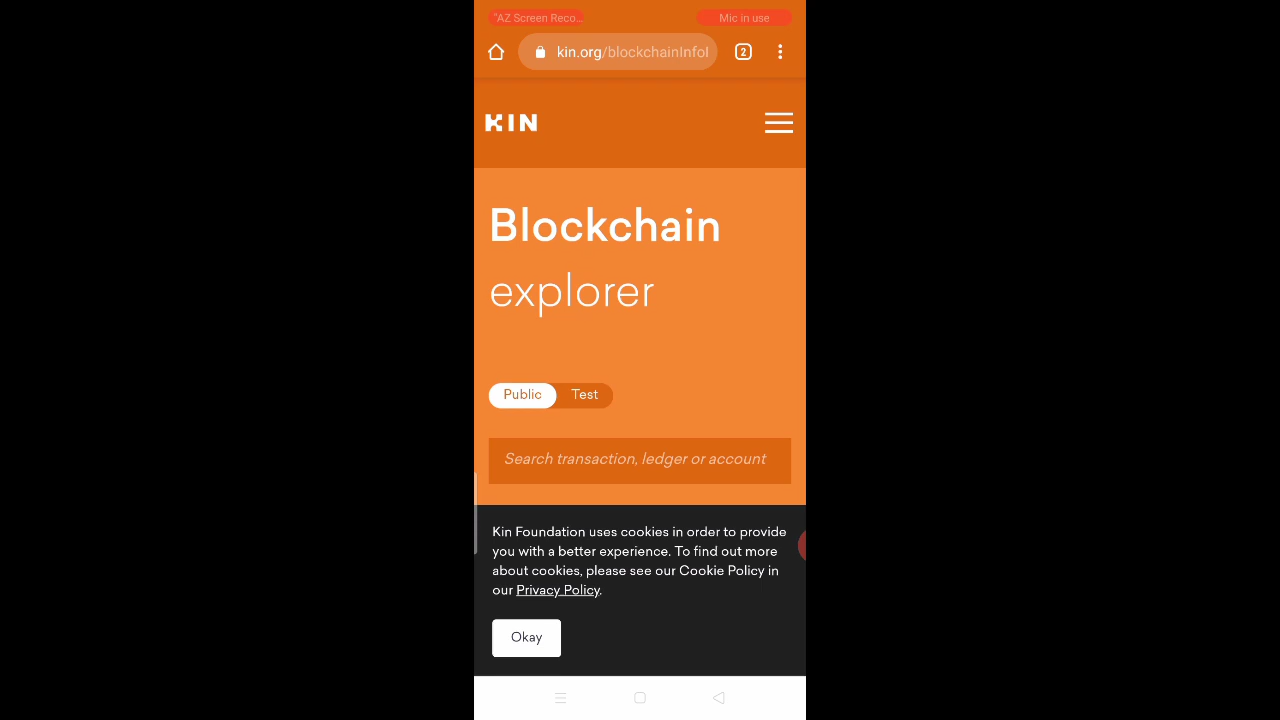 "AZ Screen Reco... Mic in use
kin.org/blockchainInfoI 2
KIN
Blockchain
explorer
Public Test
Search transaction, ledger or account
Kin Foundation uses cookies in order to provide
you with a better experience. To find out more
about cookies, please see our Cookie Policy in
our Privacy Policy.
Okay